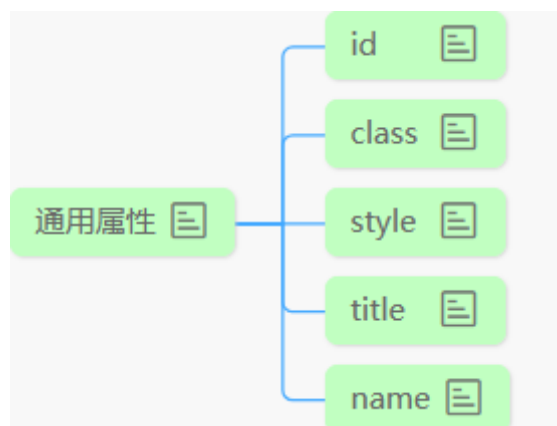 id
class
通用属性
style
title
name